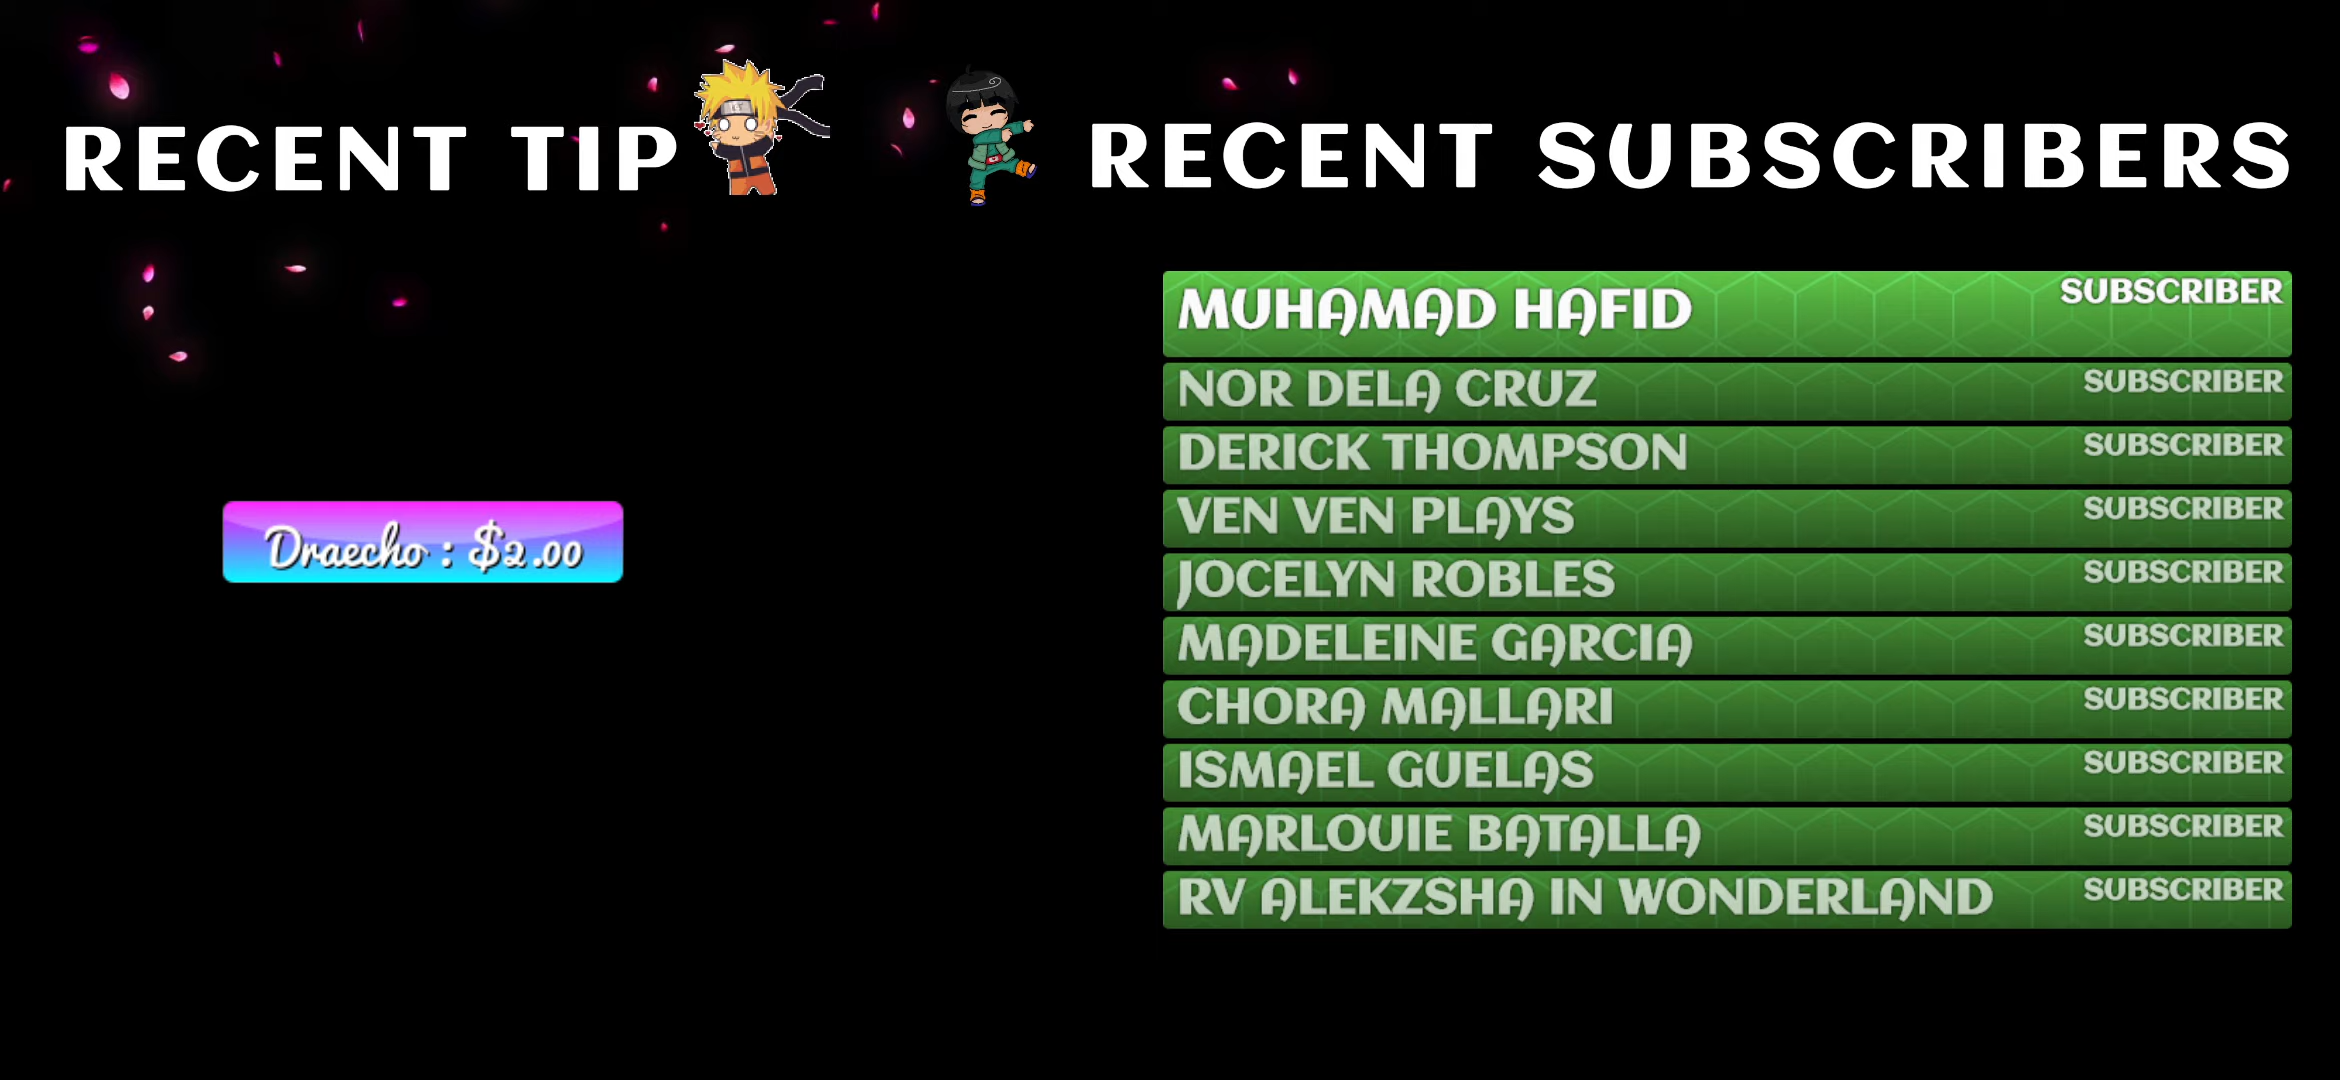 RECENT TIP
Draecho : $2.00
RECENT SUBSCRIBERS
MUHAMAD HAFID SUBSCRIBER
NOR DELA CRUZ SUBSCRIBER
DERICK THOMPSON SUBSCRIBER
VEN VEN PLAYS SUBSCRIBER
JOCELYN ROBLES SUBSCRIBER
MADELEINE GARCIA SUBSCRIBER
CHORA MALLARI SUBSCRIBER
ISMAEL GUELAS SUBSCRIBER
MARLOUIE BATALLA SUBSCRIBER
RV ALEKZSHA IN WONDERLAND SUBSCRIBER